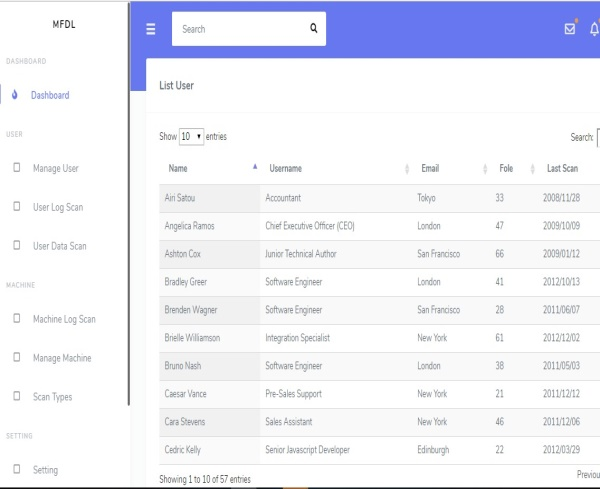 MFDL
DASHBOARD
Dashboard
USER
Manage User
User Log Scan
User Data Scan
MACHINE
Machine Log Scan
Manage Machine
Scan Types
SETTING
Setting
Search
List User
Show 10 entries
Search:
Name Username Email Fole Last Scan
Airi Satou Accountant Tokyo 33 2008/11/28
Angelica Ramos Chief Executive Officer (CEO) London 47 2009/10/09
Ashton Cox Junior Technical Author San Francisco 66 2009/01/12
Bradley Greer Software Engineer London 41 2012/10/13
Brenden Wagner Software Engineer San Francisco 28 2011/06/07
Brielle Williamson Integration Specialist New York 61 2012/12/02
Bruno Nash Software Engineer London 38 2011/05/03
Caesar Vance Pre-Sales Support New York 21 2011/12/12
Cara Stevens Sales Assistant New York 46 2011/12/06
Cedric Kelly Senior Javascript Developer Edinburgh 22 2012/03/29
Showing 1 to 10 of 57 entries
Previou